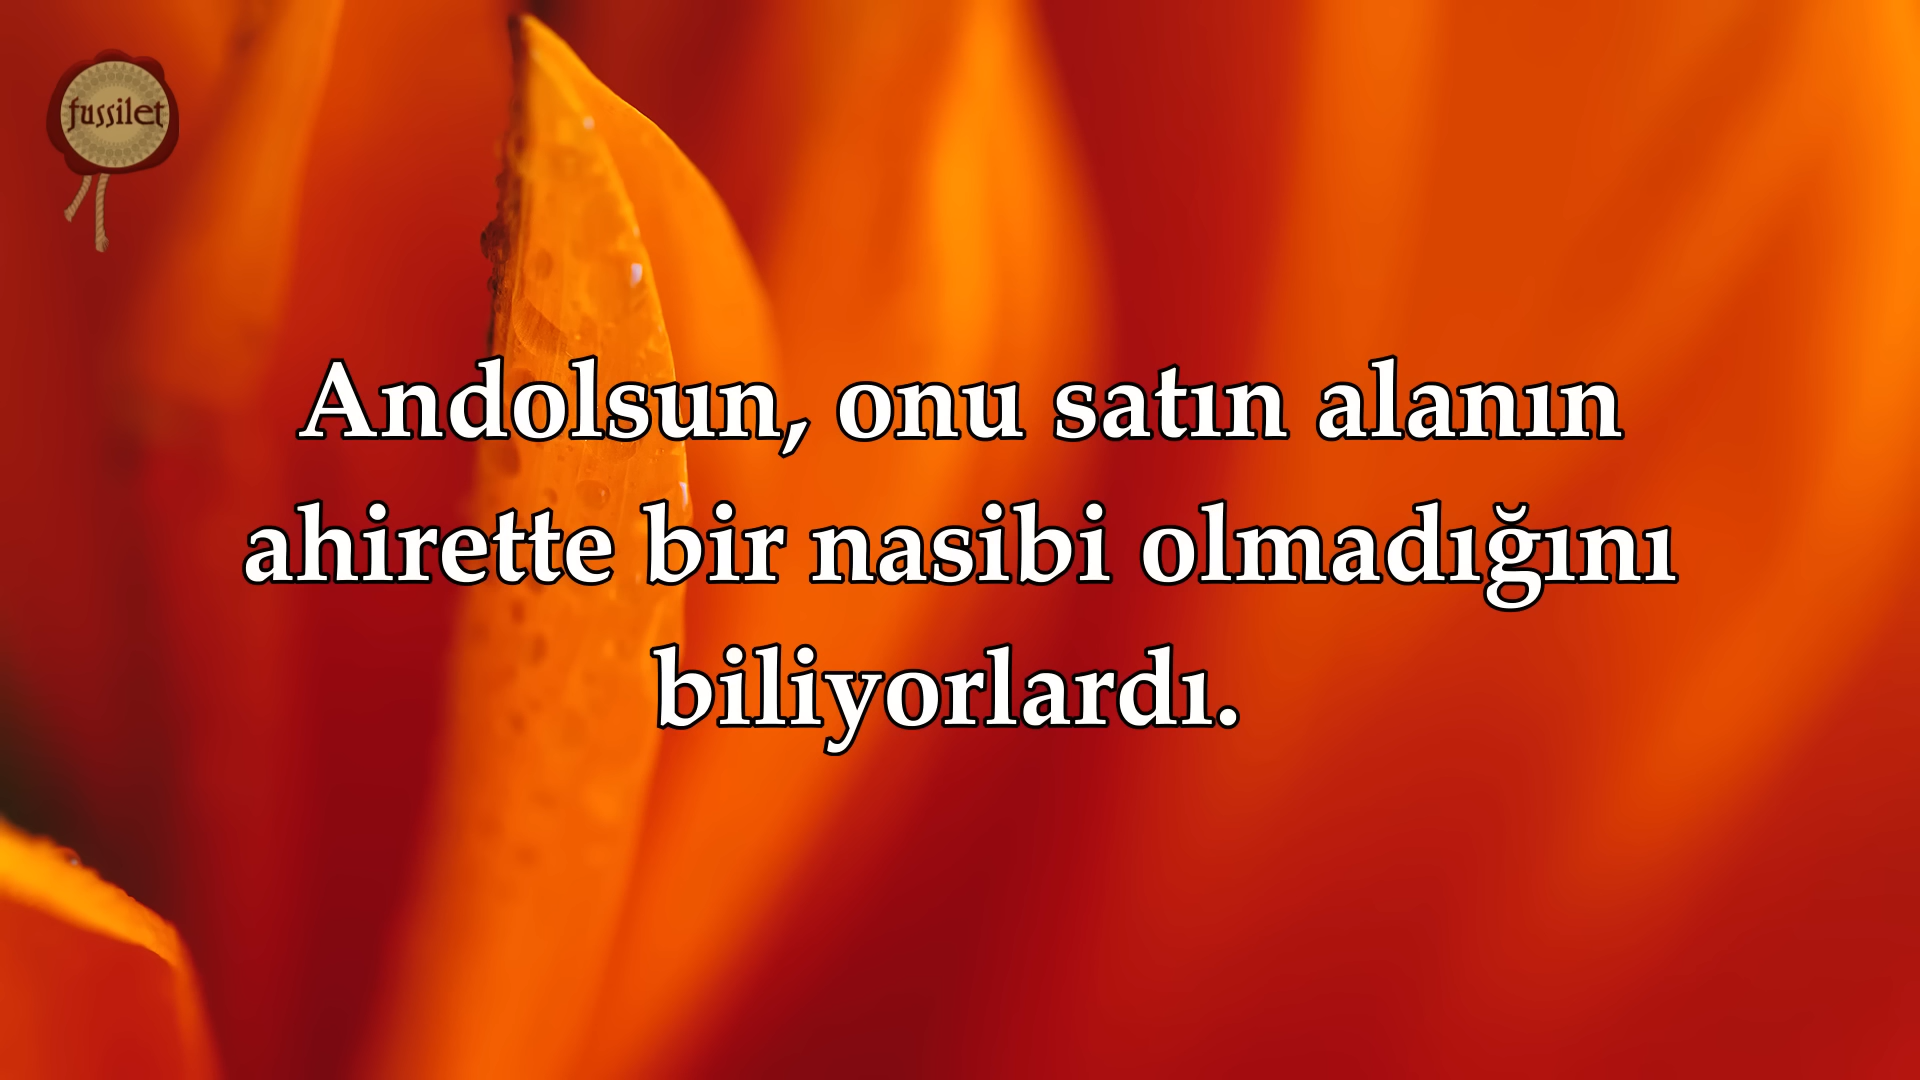 fussilet
Andolsun, onu satın alanın
ahirette bir nasibi olmadığını
biliyorlardı.